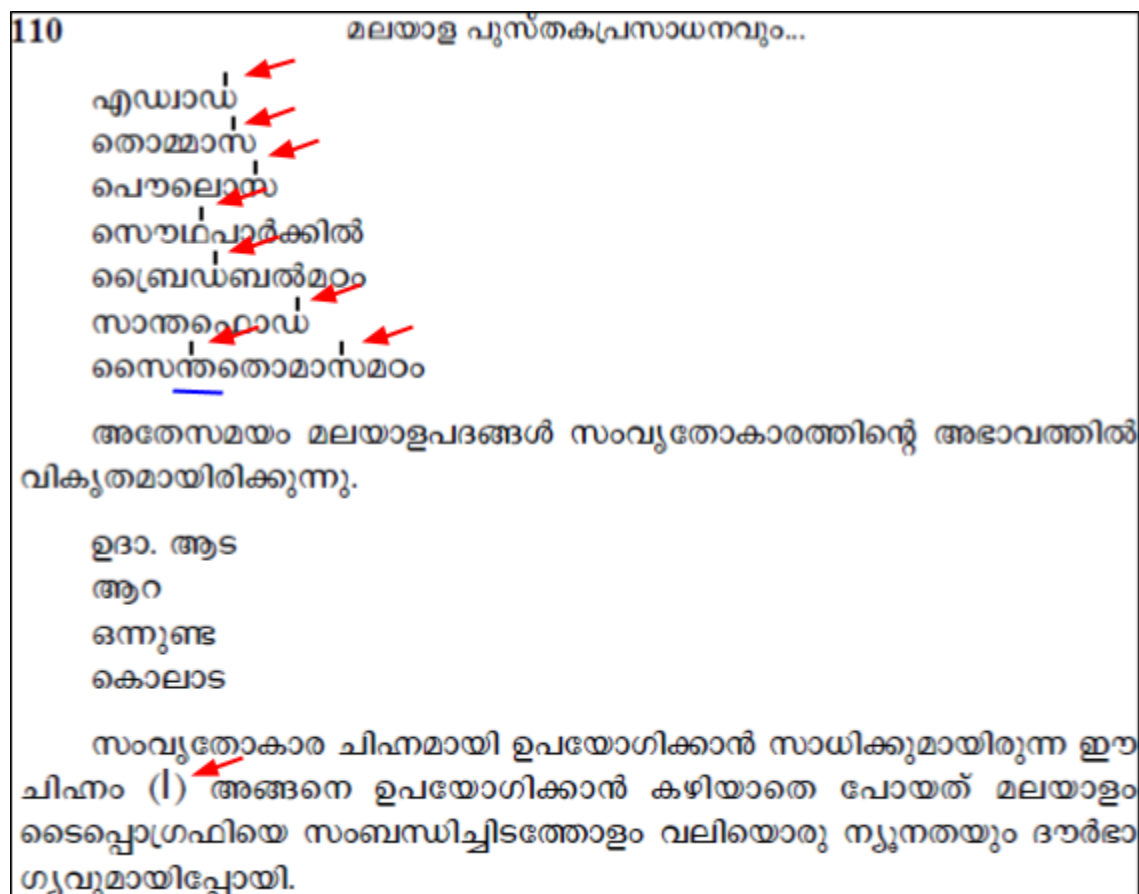 110 മലയാള പുസ്തകപ്രസാധനവും...
എഡ്വാഡ഻
തൊമ്മാസ഻
പൌലൊസ഻
സൌഥ഻പാർക്കിൽ
ബ്രൈഡ഻ബൽമഠം
സാന്തഫൊഡ഻
സൈന്ത഻തൊമാസ഻മഠം
അതേസമയം മലയാളപദങ്ങൾ സംവൃതോകാരത്തിന്റെ അഭാവത്തിൽ
വികൃതമായിരിക്കുന്നു.
ഉദാ. ആട
ആറ
ഒന്നുണ്ട
കൊലാട
സംവൃതോകാര ചിഹ്നമായി ഉപയോഗിക്കാൻ സാധിക്കുമായിരുന്ന ഈ
ചിഹ്നം (l) അങ്ങനെ ഉപയോഗിക്കാൻ കഴിയാതെ പോയത് മലയാളം
ടൈപ്പൊഗ്രഫിയെ സംബന്ധിച്ചിടത്തോളം വലിയൊരു ന്യൂനതയും ദൗർഭാ
ഗ്യവുമായിപ്പോയി.